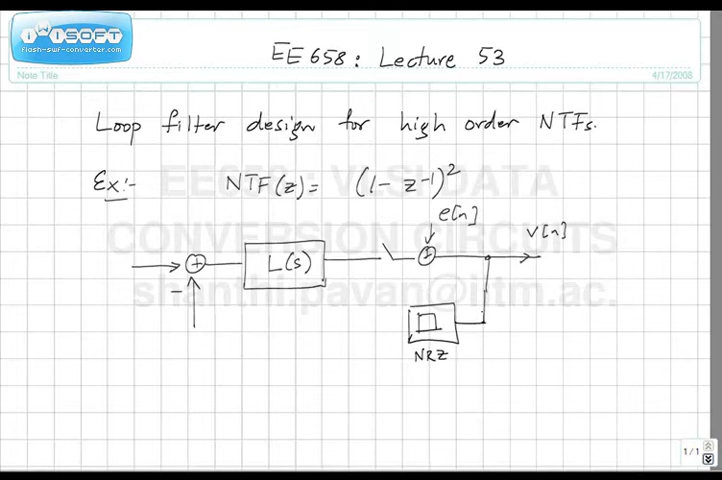 iWiSOFT
flash-swf-converter.com
EE658: Lecture 53
Note Title
4/17/2008
Loop filter design for high order NTFs.
Ex:- NTF(z) = (1 - z-1)²
EE658 : VLSI DATA
CONVERSION CIRCUITS
shanthi.pavan@iitm.ac.
e[n]
v[n]
+
L(s)
+
-
NRZ
1/1